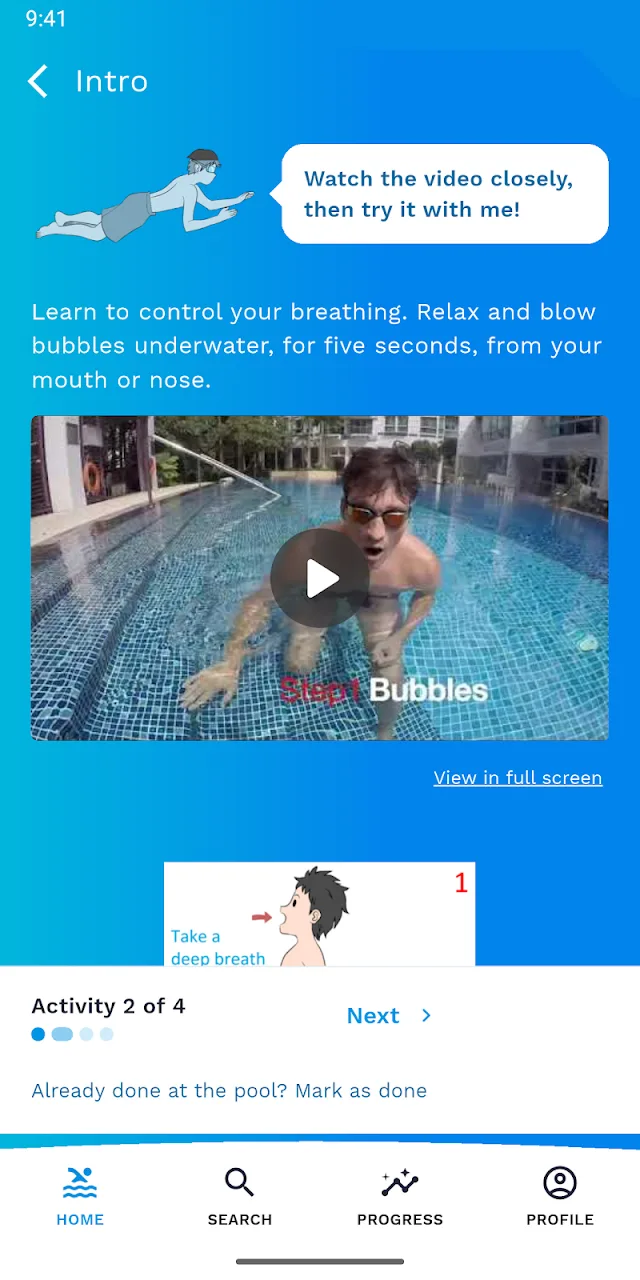 9:41
Intro
Watch the video closely,
then try it with me!
Learn to control your breathing. Relax and blow
bubbles underwater, for five seconds, from your
mouth or nose.
Step1 Bubbles
View in full screen
1
Take a
deep breath
Activity 2 of 4
Next
Already done at the pool? Mark as done
HOME
SEARCH
PROGRESS
PROFILE